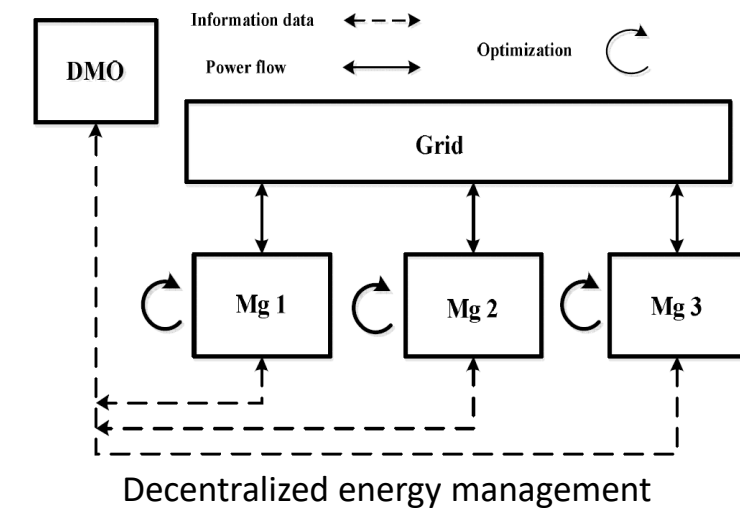 Information data
Power flow
Optimization
DMO
Grid
Mg 1
Mg 2
Mg 3
Decentralized energy management